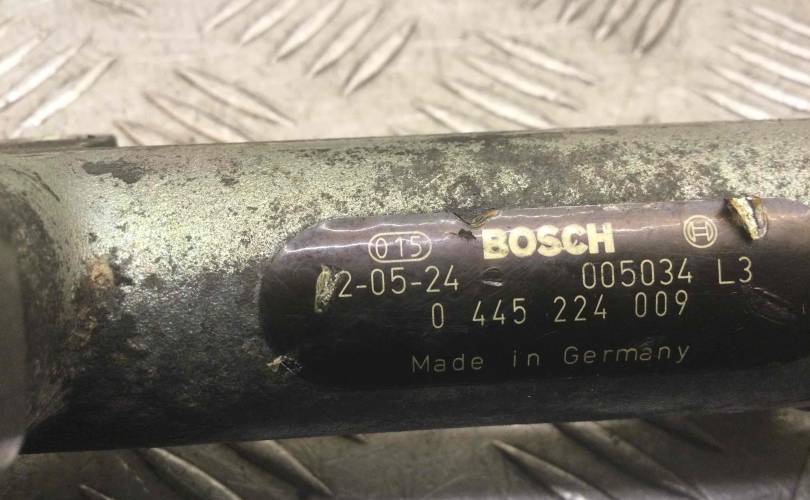 015 BOSCH
2-05-24 005034 L3
0 445 224 009
Made in Germany